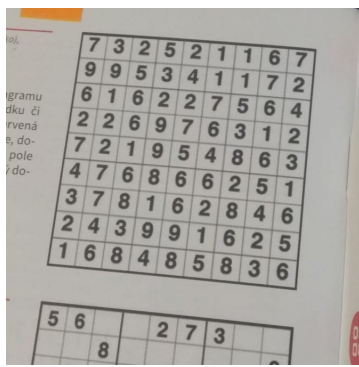 7 3 2 5 2 1 1 6 7
9 9 5 3 4 1 1 7 2
6 1 6 2 2 7 5 6 4
2 2 6 9 7 6 3 1 2
7 2 1 9 5 4 8 6 3
4 7 6 8 6 6 2 5 1
3 7 8 1 6 2 8 4 6
2 4 3 9 9 1 6 2 5
1 6 8 4 8 5 8 3 6
agramu
dku či
ervená
e, do-
pole
ý do-
5 6 2 7 3
8